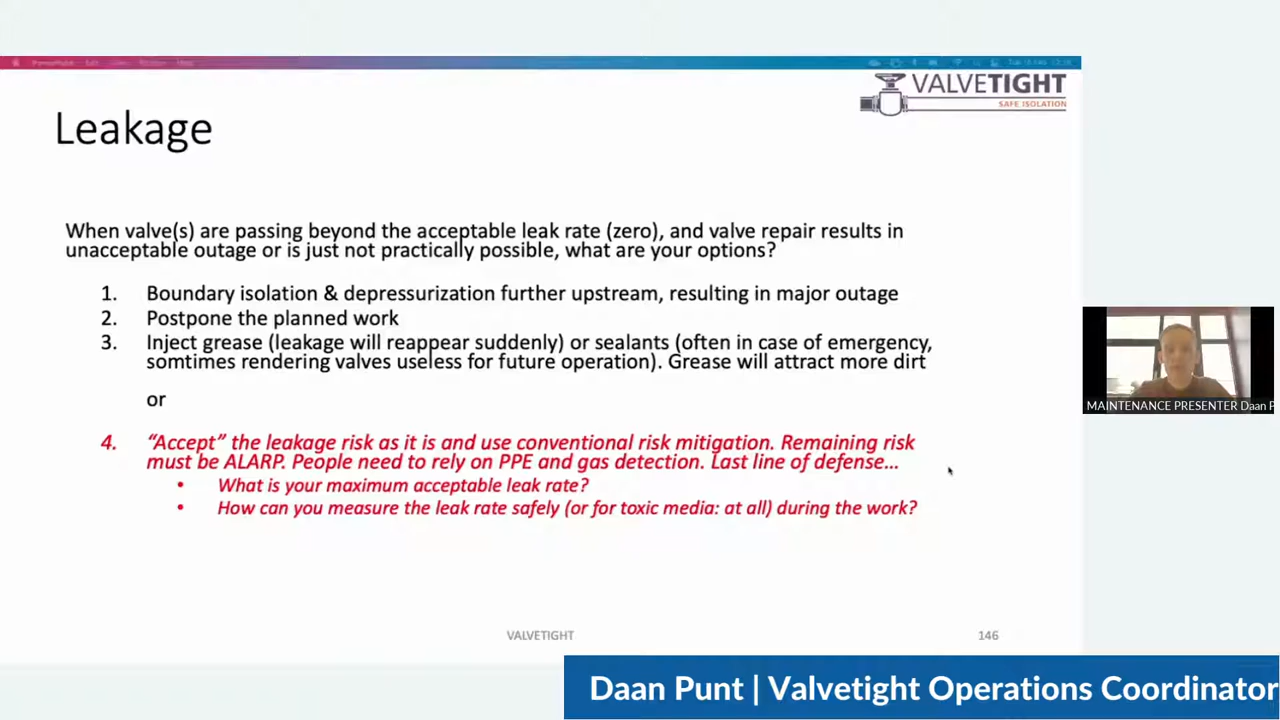 VALVETIGHT
SAFE ISOLATION
Leakage
When valve(s) are passing beyond the acceptable leak rate (zero), and valve repair results in
unacceptable outage or is just not practically possible, what are your options?
1. Boundary isolation & depressurization further upstream, resulting in major outage
2. Postpone the planned work
3. Inject grease (leakage will reappear suddenly) or sealants (often in case of emergency,
somtimes rendering valves useless for future operation). Grease will attract more dirt
or
4. “Accept” the leakage risk as it is and use conventional risk mitigation. Remaining risk
must be ALARP. People need to rely on PPE and gas detection. Last line of defense...
• What is your maximum acceptable leak rate?
• How can you measure the leak rate safely (or for toxic media: at all) during the work?
MAINTENANCE PRESENTER Daan P
VALVETIGHT
146
Daan Punt | Valvetight Operations Coordinator